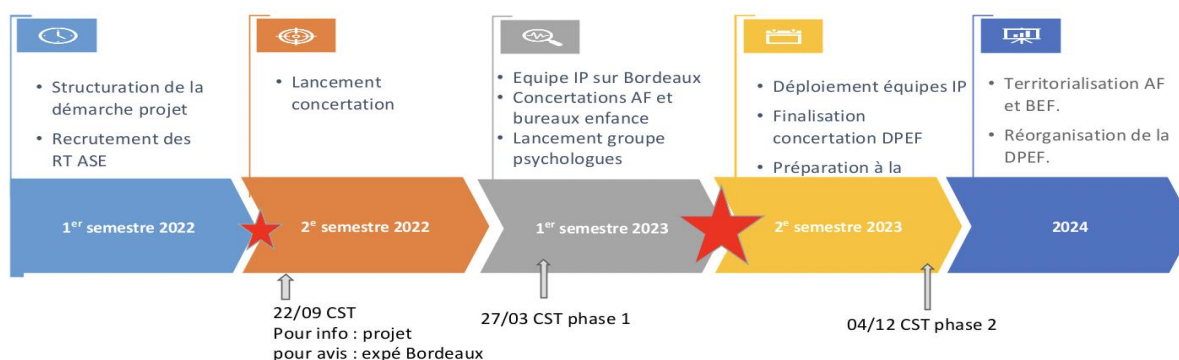 • Structuration de la
démarche projet
• Recrutement des
RT ASE
• Lancement
concertation
• Equipe IP sur Bordeaux
• Concertations AF et
bureaux enfance
• Lancement groupe
psychologues
• Déploiement équipes IP
• Finalisation
concertation DPEF
• Préparation à la
• Territorialisation AF
et BEF.
• Réorganisation de la
DPEF.
1er semestre 2022
2e semestre 2022
1er semestre 2023
2e semestre 2023
2024
22/09 CST
Pour info : projet
pour avis : expé Bordeaux
27/03 CST phase 1
04/12 CST phase 2